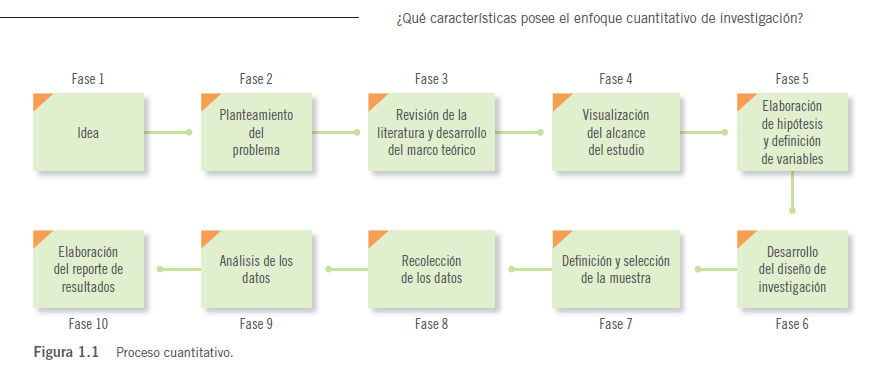 ¿Qué características posee el enfoque cuantitativo de investigación?
Fase 1
Idea
Fase 2
Planteamiento
del
problema
Fase 3
Revisión de la
literatura y desarrollo
del marco teórico
Fase 4
Visualización
del alcance
del estudio
Fase 5
Elaboración
de hipótesis
y definición
de variables
Desarrollo
del diseño de
investigación
Fase 6
Definición y selección
de la muestra
Fase 7
Recolección
de los datos
Fase 8
Análisis de los
datos
Fase 9
Elaboración
del reporte de
resultados
Fase 10
Figura 1.1 Proceso cuantitativo.